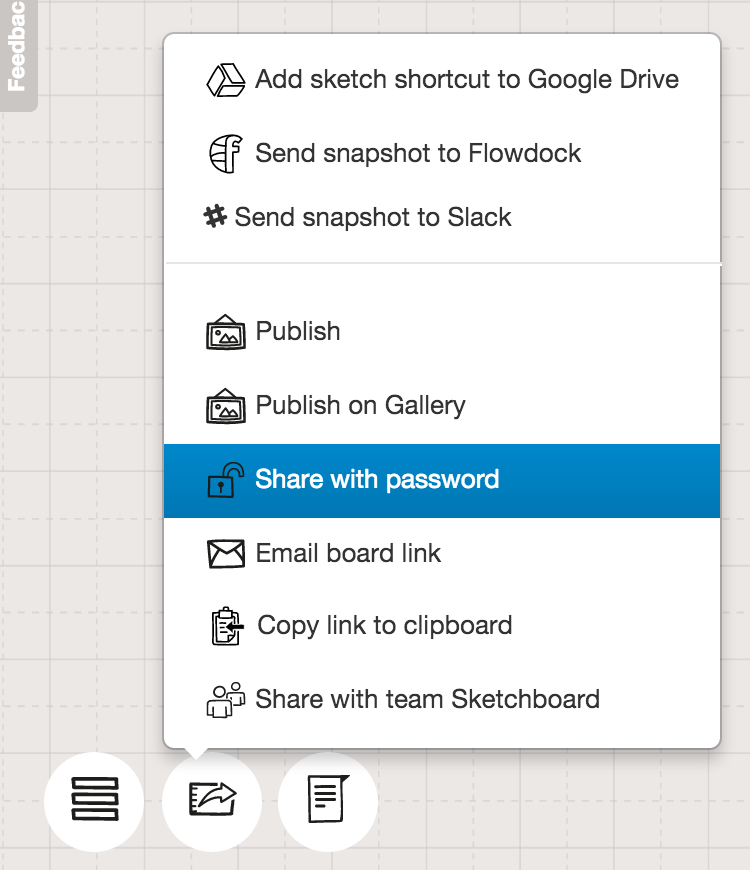 Feedbac
Add sketch shortcut to Google Drive
Send snapshot to Flowdock
Send snapshot to Slack
Publish
Publish on Gallery
Share with password
Email board link
Copy link to clipboard
Share with team Sketchboard